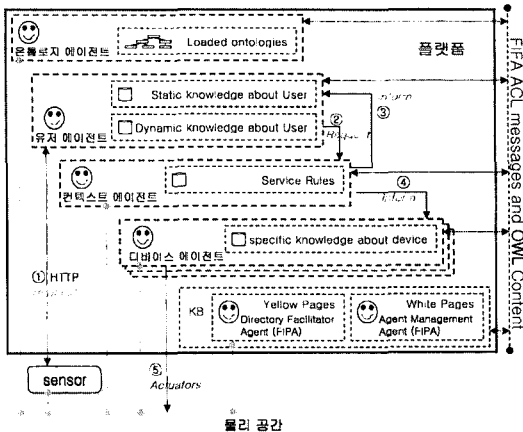 플랫폼
Loaded ontologies
온톨로지 에이전트
Static knowledge about User
Inform
②
③
Dynamic knowledge about User
유저 에이전트
Service Rules
④
Inform
컨텍스트 에이전트
specific knowledge about device
디바이스 에이전트
① HTTP
KB
Yellow Pages
Directory Facilitator
Agent (FIPA)
White Pages
Agent Management
Agent (FIPA)
sensor
⑤
Actuators
물리 공간
FIFA ACL messages and OWL Content